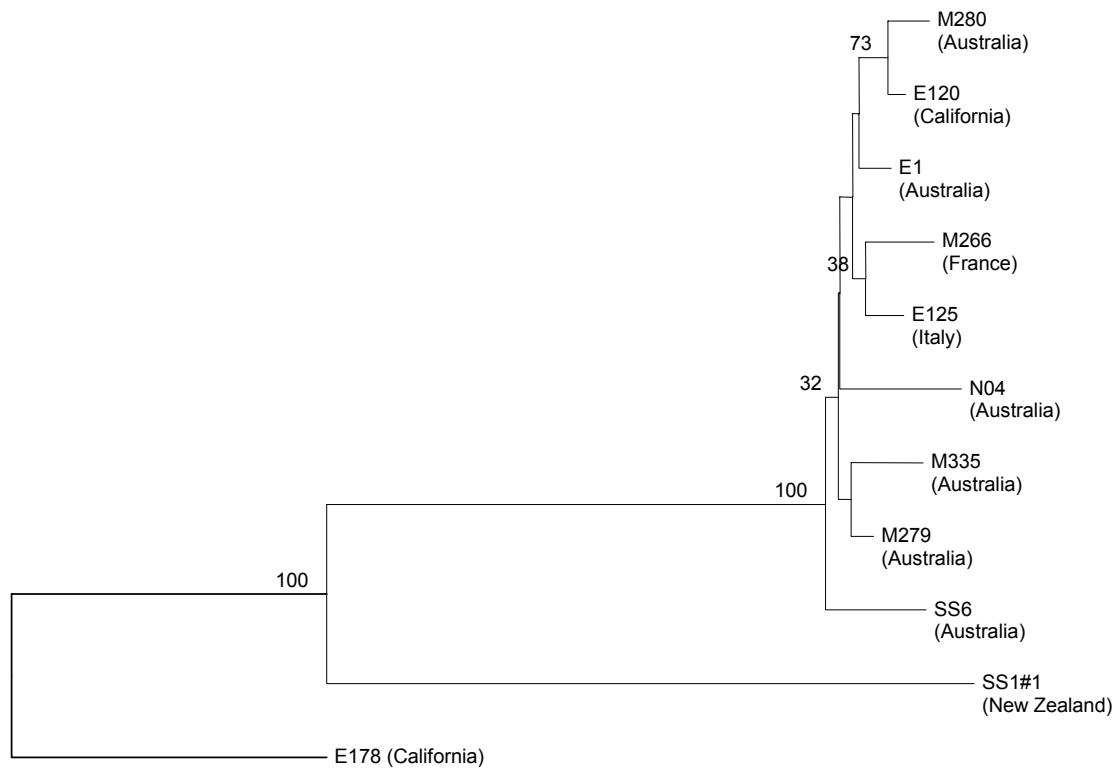 M280
73
(Australia)
E120
(California)
E1
(Australia)
M266
38
(France)
E125
(Italy)
32
N04
(Australia)
M335
(Australia)
100
M279
(Australia)
100
SS6
(Australia)
SS1#1
(New Zealand)
E178 (California)